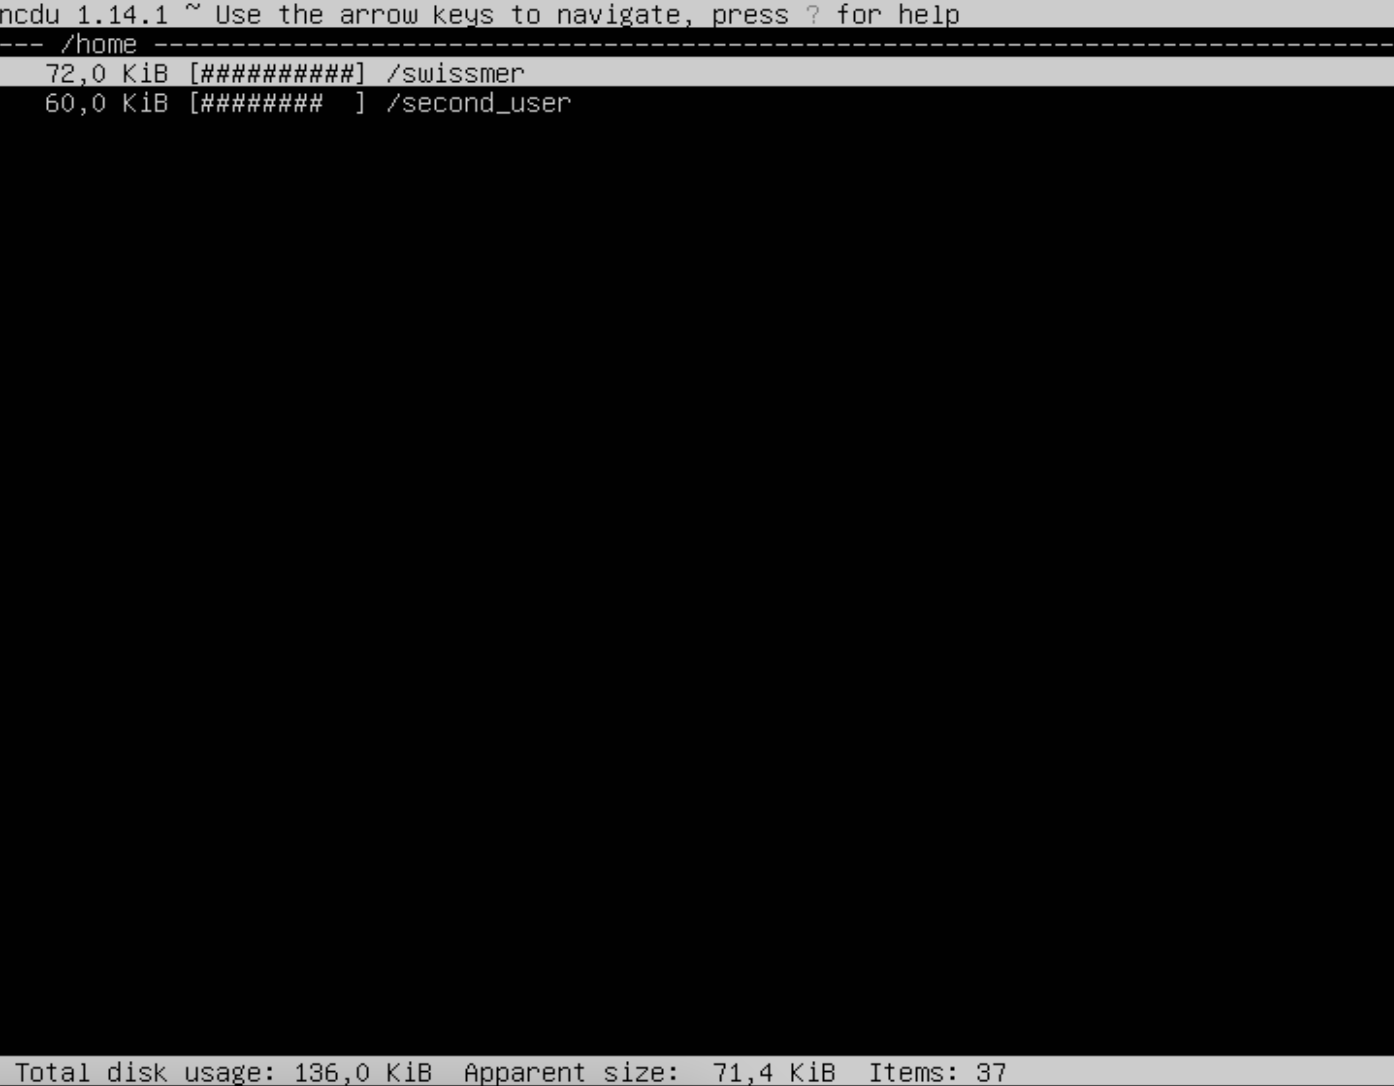 ncdu 1.14.1 ~ Use the arrow keys to navigate, press ? for help
--- /home --------------------------------------------------------------------------------
72,0 KiB [##########] /swissmer
60,0 KiB [########  ] /second_user
Total disk usage: 136,0 KiB  Apparent size:  71,4 KiB  Items: 37